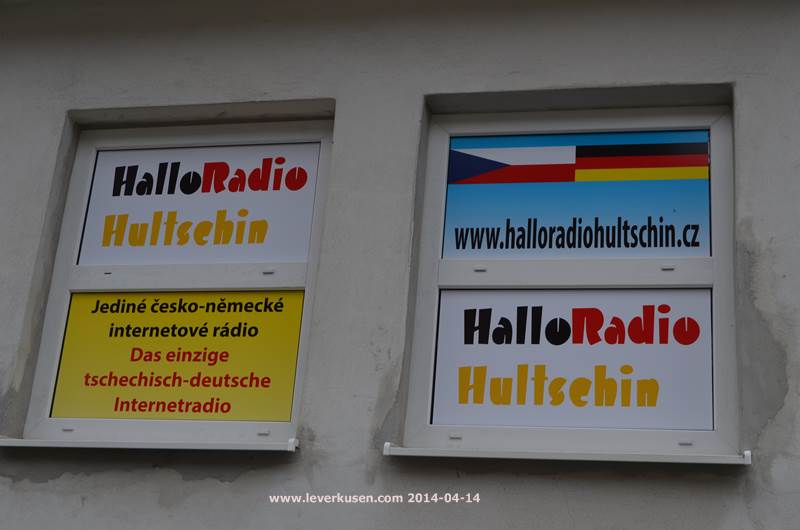 HalloRadio
Hultschin
Jediné česko-německé
internetové rádio
Das einzige
tschechisch-deutsche
Internetradio
www.halloradiohultschin.cz
HalloRadio
Hultschin
www.leverkusen.com 2014-04-14